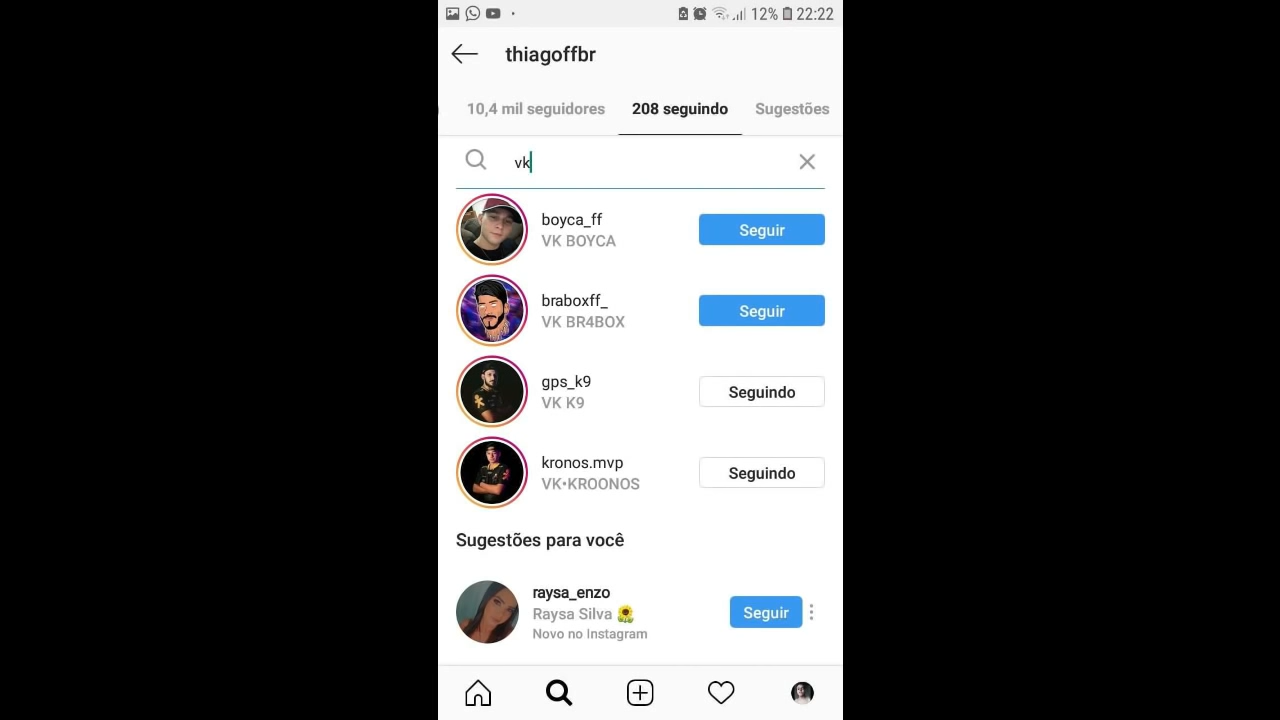 12% 22:22
thiagoffbr
10,4 mil seguidores 208 seguindo Sugestões
vk
boyca_ff
VK BOYCA
Seguir
braboxff_
VK BR4BOX
Seguir
gps_k9
VK K9
Seguindo
kronos.mvp
VK•KROONOS
Seguindo
Sugestões para você
raysa_enzo
Raysa Silva 🌻
Novo no Instagram
Seguir